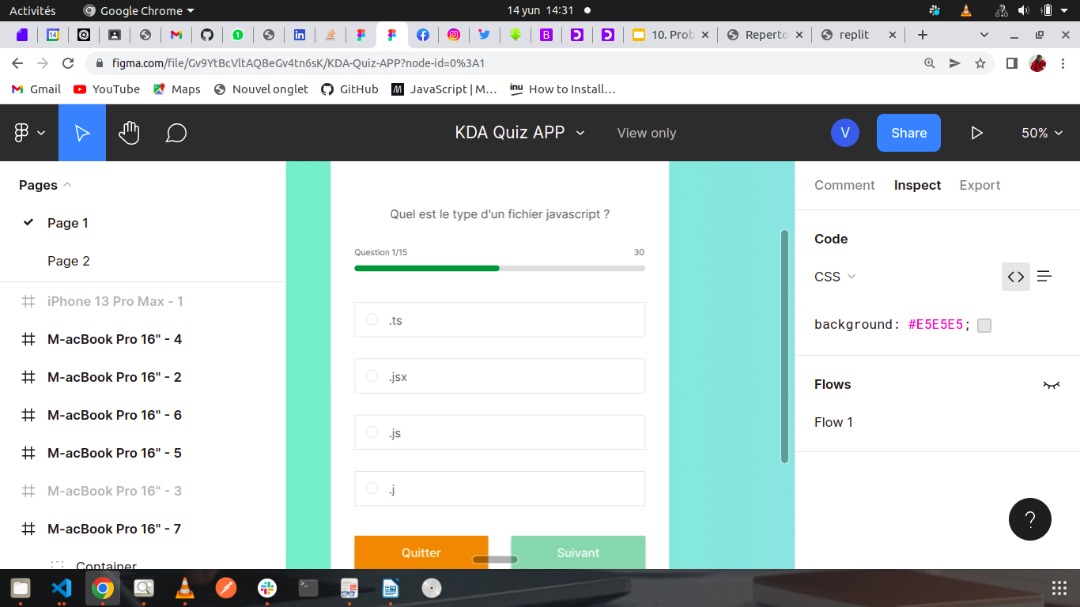 Activités Google Chrome 14 yun 14:31
10. Prob Reperto replit
figma.com/file/Gv9YtBcVltAQBeGv4tn6sK/KDA-Quiz-APP?node-id=0%3A1
Gmail YouTube Maps Nouvel onglet GitHub JavaScript | M... How to Install...
KDA Quiz APP View only V Share 50%
Pages
Page 1
Page 2
iPhone 13 Pro Max - 1
M-acBook Pro 16" - 4
M-acBook Pro 16" - 2
M-acBook Pro 16" - 6
M-acBook Pro 16" - 5
M-acBook Pro 16" - 3
M-acBook Pro 16" - 7
Container
Quel est le type d'un fichier javascript ?
Question 1/15 30
.ts
.jsx
.js
.j
Quitter Suivant
Comment Inspect Export
Code
CSS
background: #E5E5E5;
Flows
Flow 1
?